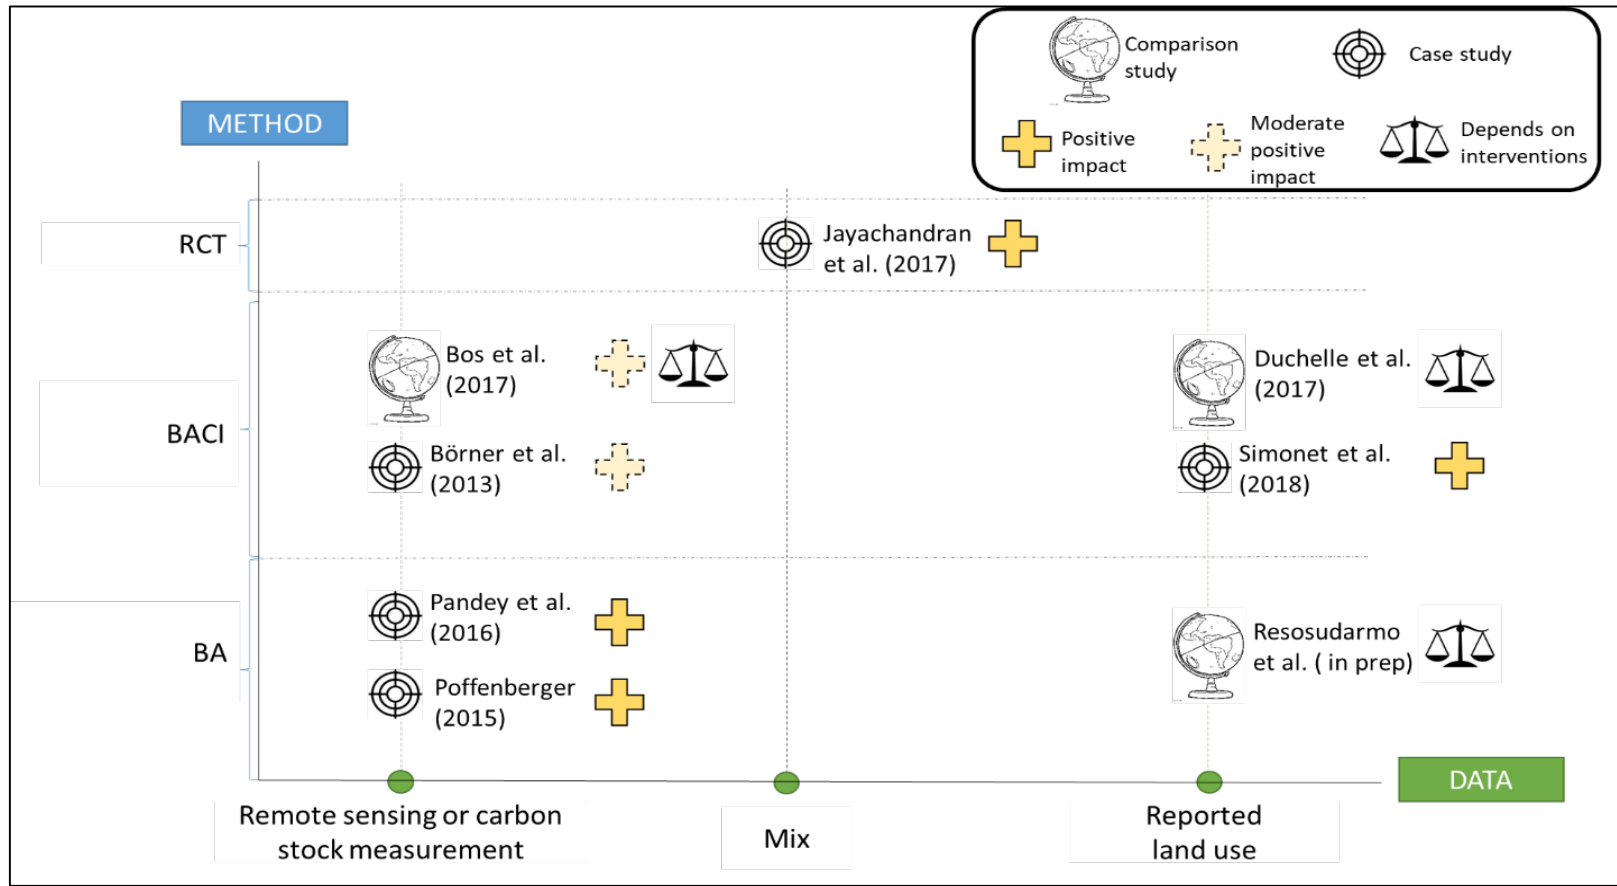 Comparison
study
Case study
Positive
impact
Moderate
positive
impact
Depends on
interventions
METHOD
RCT
Jayachandran
et al. (2017)
BACI
Bos et al.
(2017)
Duchelle et al.
(2017)
Börner et al.
(2013)
Simonet et al.
(2018)
BA
Pandey et al.
(2016)
Resosudarmo
et al. ( in prep)
Poffenberger
(2015)
DATA
Remote sensing or carbon
stock measurement
Mix
Reported
land use